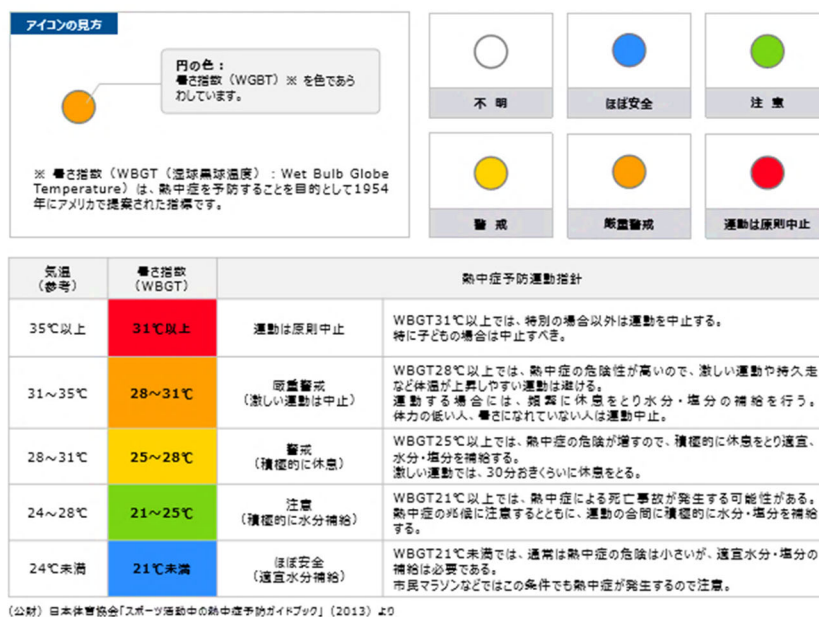 アイコンの見方
円の色：
暑さ指数（WGBT）※ を色であら
わしています。
※ 暑さ指数（WBGT（湿球黒球温度）：Wet Bulb Globe
Temperature）は、熱中症を予防することを目的として1954
年にアメリカで提案された指標です。
不 明
ほぼ安全
注 意
警 戒
厳重警戒
運動は原則中止
気温
（参考）
暑さ指数
（WBGT）
熱中症予防運動指針
35℃以上
31℃以上
運動は原則中止
WBGT31℃以上では、特別の場合以外は運動を中止する。
特に子どもの場合は中止すべき。
31～35℃
28～31℃
厳重警戒
（激しい運動は中止）
WBGT28℃以上では、熱中症の危険性が高いので、激しい運動や持久走
など体温が上昇しやすい運動は避ける。
運動する場合には、頻繁に休息をとり水分・塩分の補給を行う。
体力の低い人、暑さになれていない人は運動中止。
28～31℃
25～28℃
警戒
（積極的に休息）
WBGT25℃以上では、熱中症の危険が増すので、積極的に休息をとり適宜、
水分・塩分を補給する。
激しい運動では、30分おきくらいに休息をとる。
24～28℃
21～25℃
注意
（積極的に水分補給）
WBGT21℃以上では、熱中症による死亡事故が発生する可能性がある。
熱中症の兆候に注意するとともに、運動の合間に積極的に水分・塩分を補給
する。
24℃未満
21℃未満
ほぼ安全
（適宜水分補給）
WBGT21℃未満では、通常は熱中症の危険は小さいが、適宜水分・塩分の
補給は必要である。
市民マラソンなどではこの条件でも熱中症が発生するので注意。
（公財）日本体育協会「スポーツ活動中の熱中症予防ガイドブック」（2013）より